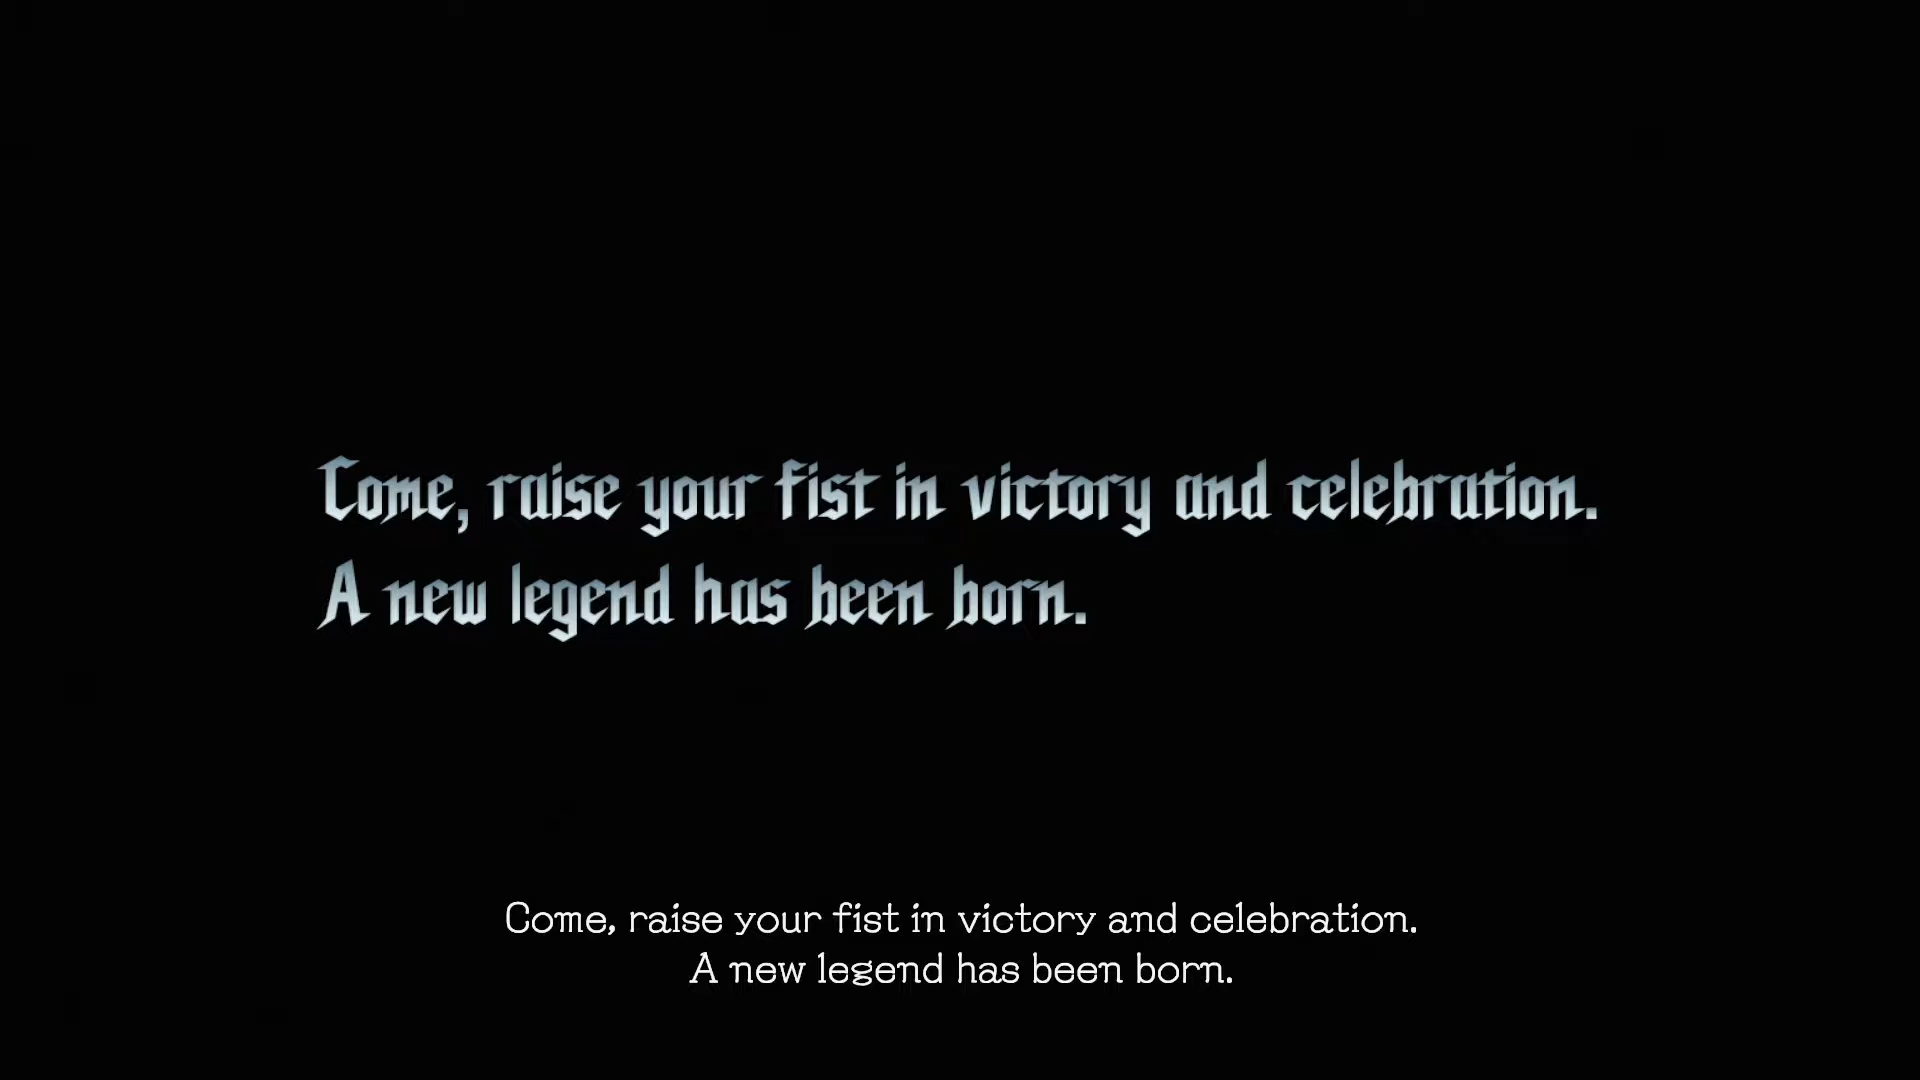 Come, raise your fist in victory and celebration.
A new legend has been born.
Come, raise your fist in victory and celebration.
A new legend has been born.